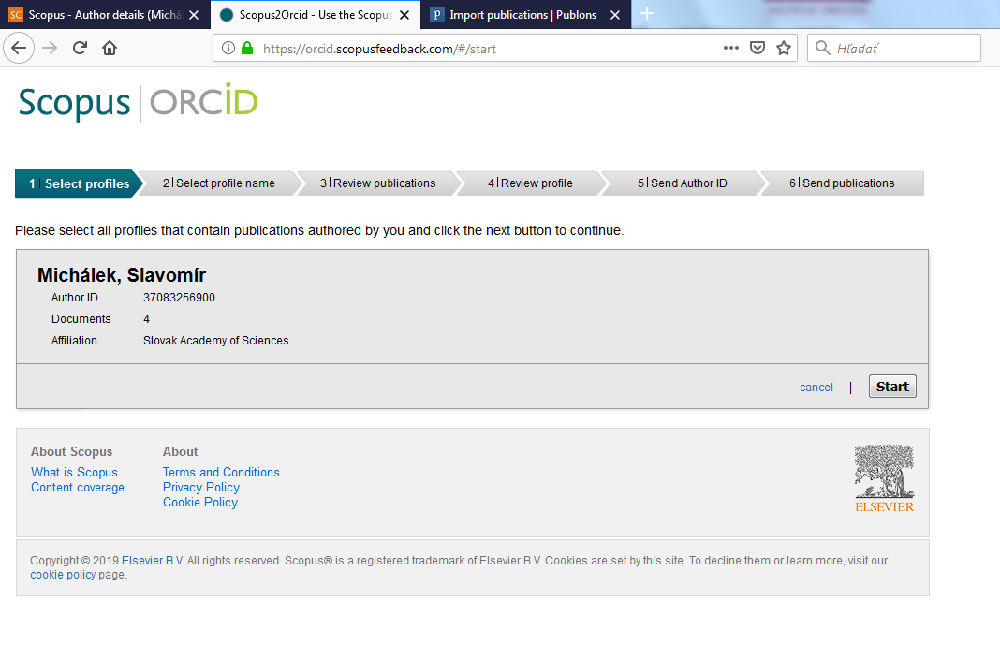 SC Scopus - Author details (Michá
Scopus2Orcid - Use the Scopus
P Import publications | Publons
https://orcid.scopusfeedback.com/#/start
Hľadať
Scopus | ORCiD
1 | Select profiles
2 | Select profile name
3 | Review publications
4 | Review profile
5 | Send Author ID
6 | Send publications
Please select all profiles that contain publications authored by you and click the next button to continue.
Michálek, Slavomír
Author ID 37083256900
Documents 4
Affiliation Slovak Academy of Sciences
cancel | Start
About Scopus
What is Scopus
Content coverage
About
Terms and Conditions
Privacy Policy
Cookie Policy
ELSEVIER
Copyright © 2019 Elsevier B.V. All rights reserved. Scopus® is a registered trademark of Elsevier B.V. Cookies are set by this site. To decline them or learn more, visit our
cookie policy page.